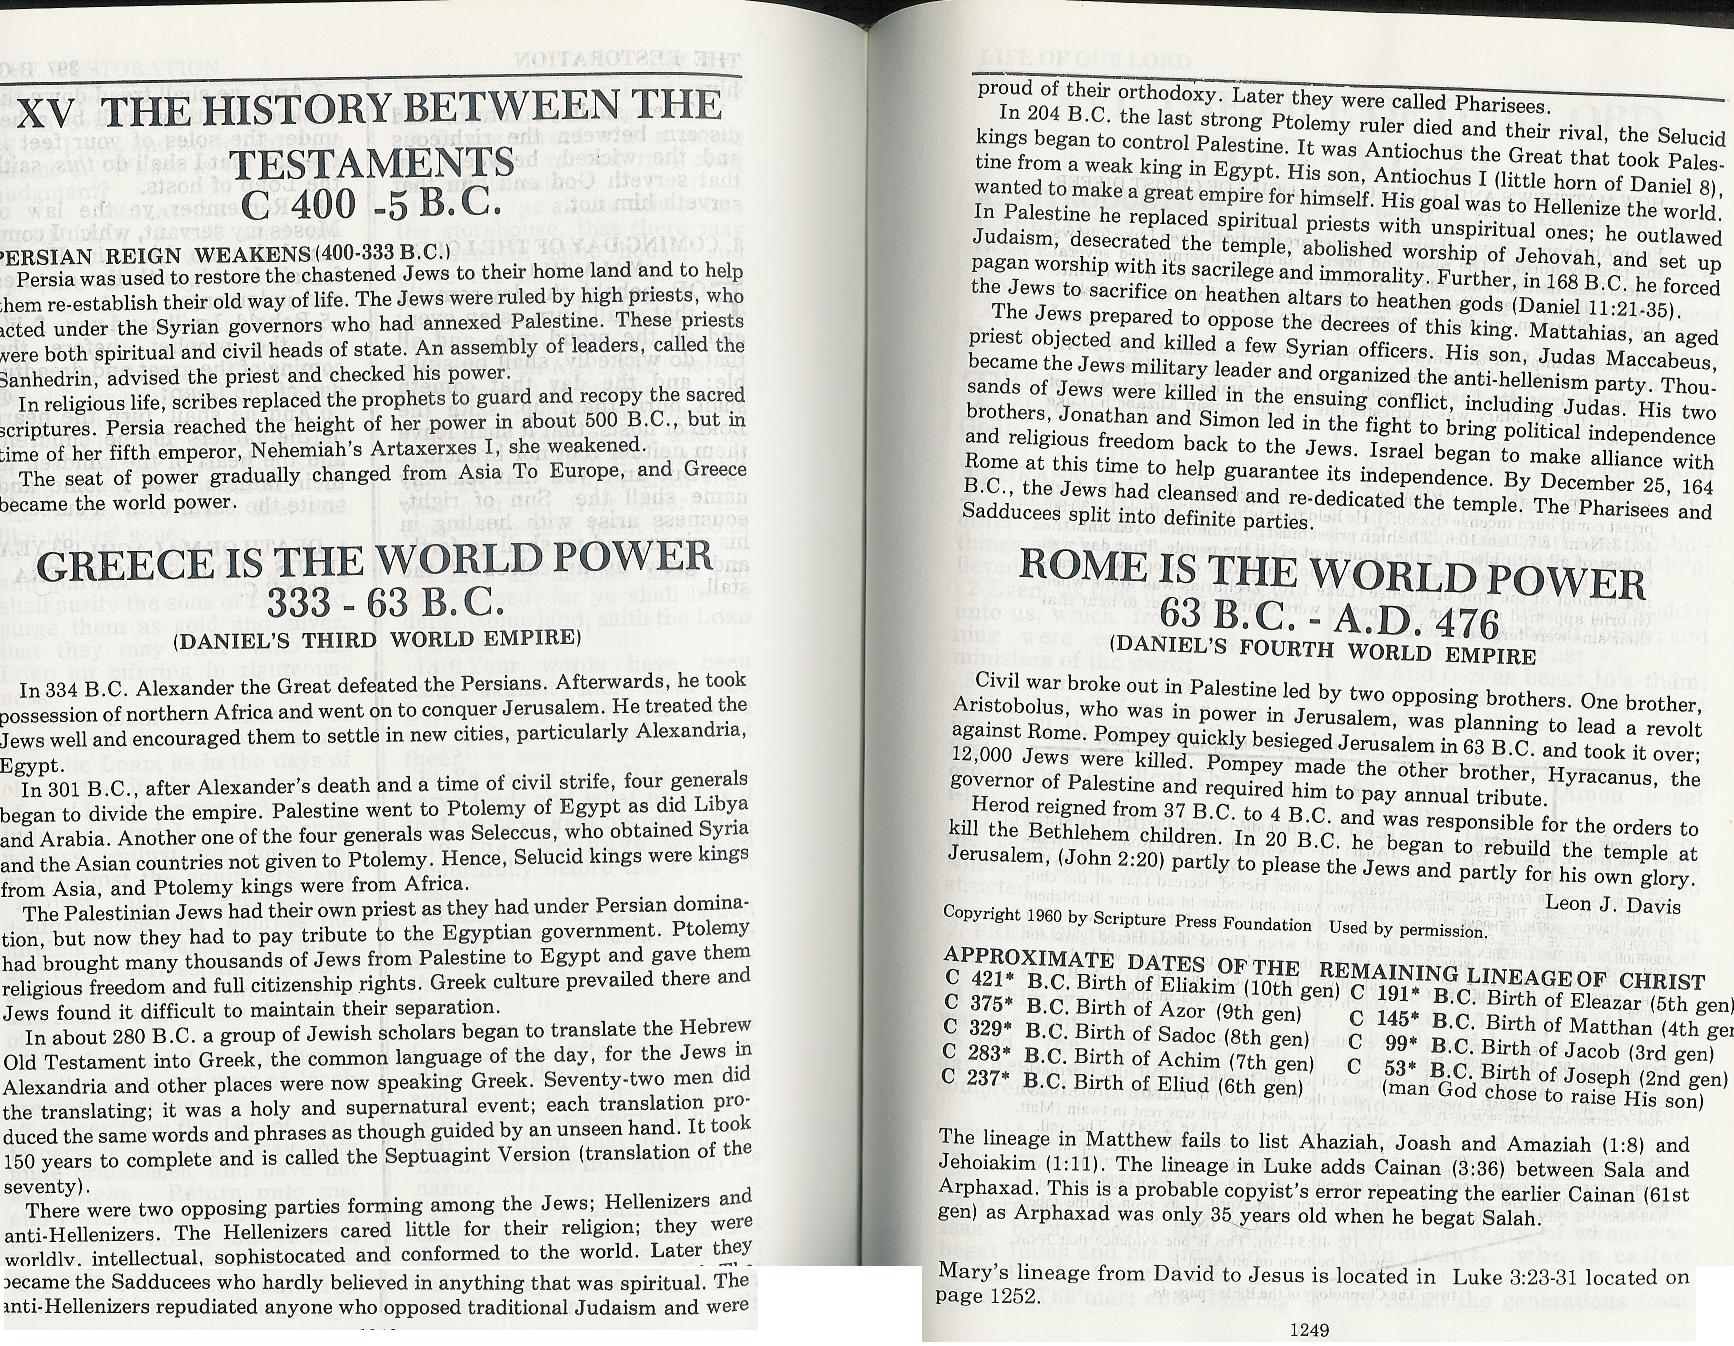 THE RESTORATION
397 B.C.
XV THE HISTORY BETWEEN THE
TESTAMENTS
C 400 -5 B.C.
PERSIAN REIGN WEAKENS (400-333 B.C.)
Persia was used to restore the chastened Jews to their home land and to help
them re-establish their old way of life. The Jews were ruled by high priests, who
acted under the Syrian governors who had annexed Palestine. These priests
were both spiritual and civil heads of state. An assembly of leaders, called the
Sanhedrin, advised the priest and checked his power.
In religious life, scribes replaced the prophets to guard and recopy the sacred
scriptures. Persia reached the height of her power in about 500 B.C., but in
time of her fifth emperor, Nehemiah's Artaxerxes I, she weakened.
The seat of power gradually changed from Asia To Europe, and Greece
became the world power.
GREECE IS THE WORLD POWER
333 - 63 B.C.
(DANIEL'S THIRD WORLD EMPIRE)
In 334 B.C. Alexander the Great defeated the Persians. Afterwards, he took
possession of northern Africa and went on to conquer Jerusalem. He treated the
Jews well and encouraged them to settle in new cities, particularly Alexandria,
Egypt.
In 301 B.C., after Alexander's death and a time of civil strife, four generals
began to divide the empire. Palestine went to Ptolemy of Egypt as did Libya
and Arabia. Another one of the four generals was Seleccus, who obtained Syria
and the Asian countries not given to Ptolemy. Hence, Selucid kings were kings
from Asia, and Ptolemy kings were from Africa.
The Palestinian Jews had their own priest as they had under Persian domina-
tion, but now they had to pay tribute to the Egyptian government. Ptolemy
had brought many thousands of Jews from Palestine to Egypt and gave them
religious freedom and full citizenship rights. Greek culture prevailed there and
Jews found it difficult to maintain their separation.
In about 280 B.C. a group of Jewish scholars began to translate the Hebrew
Old Testament into Greek, the common language of the day, for the Jews in
Alexandria and other places were now speaking Greek. Seventy-two men did
the translating; it was a holy and supernatural event; each translation pro-
duced the same words and phrases as though guided by an unseen hand. It took
150 years to complete and is called the Septuagint Version (translation of the
seventy).
There were two opposing parties forming among the Jews; Hellenizers and
anti-Hellenizers. The Hellenizers cared little for their religion; they were
worldly, intellectual, sophistocated and conformed to the world. Later they
became the Sadducees who hardly believed in anything that was spiritual. The
anti-Hellenizers repudiated anyone who opposed traditional Judaism and were
LIFE OF OUR LORD
proud of their orthodoxy. Later they were called Pharisees.
In 204 B.C. the last strong Ptolemy ruler died and their rival, the Selucid
kings began to control Palestine. It was Antiochus the Great that took Pales-
tine from a weak king in Egypt. His son, Antiochus I (little horn of Daniel 8),
wanted to make a great empire for himself. His goal was to Hellenize the world.
In Palestine he replaced spiritual priests with unspiritual ones; he outlawed
Judaism, desecrated the temple, abolished worship of Jehovah, and set up
pagan worship with its sacrilege and immorality. Further, in 168 B.C. he forced
the Jews to sacrifice on heathen altars to heathen gods (Daniel 11:21-35).
The Jews prepared to oppose the decrees of this king. Mattahias, an aged
priest objected and killed a few Syrian officers. His son, Judas Maccabeus,
became the Jews military leader and organized the anti-hellenism party. Thou-
sands of Jews were killed in the ensuing conflict, including Judas. His two
brothers, Jonathan and Simon led in the fight to bring political independence
and religious freedom back to the Jews. Israel began to make alliance with
Rome at this time to help guarantee its independence. By December 25, 164
B.C., the Jews had cleansed and re-dedicated the temple. The Pharisees and
Sadducees split into definite parties.
ROME IS THE WORLD POWER
63 B.C. - A.D. 476
(DANIEL'S FOURTH WORLD EMPIRE
Civil war broke out in Palestine led by two opposing brothers. One brother,
Aristobolus, who was in power in Jerusalem, was planning to lead a revolt
against Rome. Pompey quickly besieged Jerusalem in 63 B.C. and took it over;
12,000 Jews were killed. Pompey made the other brother, Hyracanus, the
governor of Palestine and required him to pay annual tribute.
Herod reigned from 37 B.C. to 4 B.C. and was responsible for the orders to
kill the Bethlehem children. In 20 B.C. he began to rebuild the temple at
Jerusalem, (John 2:20) partly to please the Jews and partly for his own glory.
Leon J. Davis
Copyright 1960 by Scripture Press Foundation Used by permission.
APPROXIMATE DATES OF THE REMAINING LINEAGE OF CHRIST
C 421* B.C. Birth of Eliakim (10th gen) C 191* B.C. Birth of Eleazar (5th gen)
C 375* B.C. Birth of Azor (9th gen) C 145* B.C. Birth of Matthan (4th gen
C 329* B.C. Birth of Sadoc (8th gen) C 99* B.C. Birth of Jacob (3rd gen)
C 283* B.C. Birth of Achim (7th gen) C 53* B.C. Birth of Joseph (2nd gen)
C 237* B.C. Birth of Eliud (6th gen) (man God chose to raise His son)
The lineage in Matthew fails to list Ahaziah, Joash and Amaziah (1:8) and
Jehoiakim (1:11). The lineage in Luke adds Cainan (3:36) between Sala and
Arphaxad. This is a probable copyist's error repeating the earlier Cainan (61st
gen) as Arphaxad was only 35 years old when he begat Salah.
Mary's lineage from David to Jesus is located in Luke 3:23-31 located on
page 1252.
1249